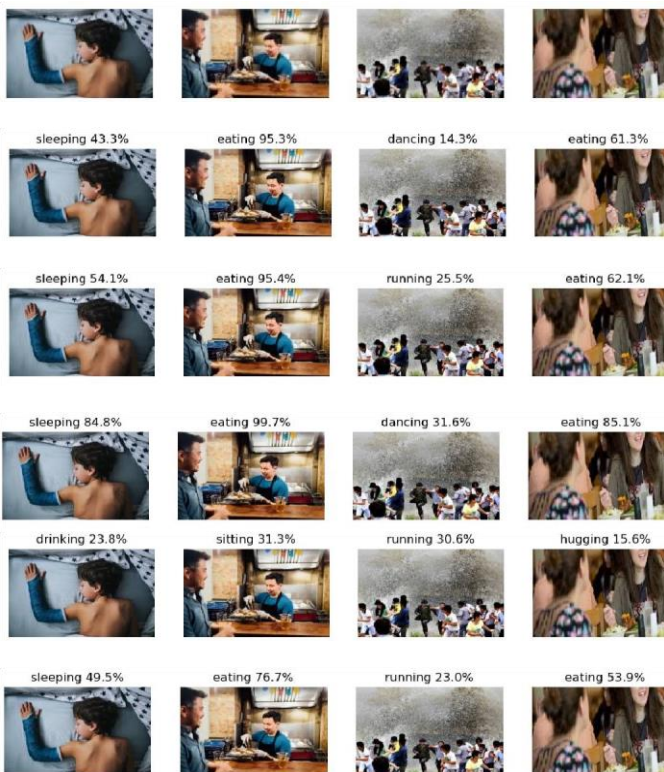 sleeping 43.3% eating 95.3% dancing 14.3% eating 61.3%
sleeping 54.1% eating 95.4% running 25.5% eating 62.1%
sleeping 84.8% eating 99.7% dancing 31.6% eating 85.1%
drinking 23.8% sitting 31.3% running 30.6% hugging 15.6%
sleeping 49.5% eating 76.7% running 23.0% eating 53.9%